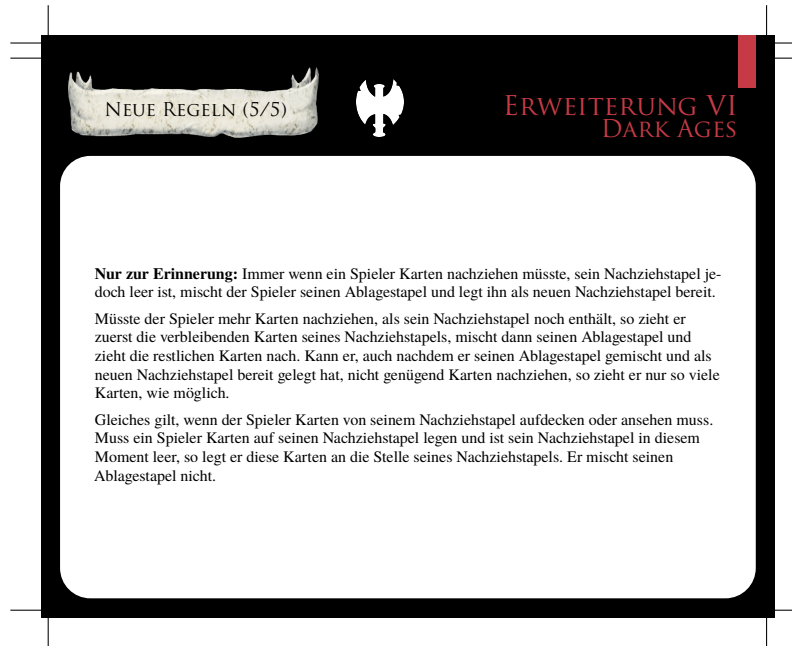 Neue Regeln (5/5)
Erweiterung VI
Dark Ages
Nur zur Erinnerung: Immer wenn ein Spieler Karten nachziehen müsste, sein Nachziehstapel je-
doch leer ist, mischt der Spieler seinen Ablagestapel und legt ihn als neuen Nachziehstapel bereit.
Müsste der Spieler mehr Karten nachziehen, als sein Nachziehstapel noch enthält, so zieht er
zuerst die verbleibenden Karten seines Nachziehstapels, mischt dann seinen Ablagestapel und
zieht die restlichen Karten nach. Kann er, auch nachdem er seinen Ablagestapel gemischt und als
neuen Nachziehstapel bereit gelegt hat, nicht genügend Karten nachziehen, so zieht er nur so viele
Karten, wie möglich.
Gleiches gilt, wenn der Spieler Karten von seinem Nachziehstapel aufdecken oder ansehen muss.
Muss ein Spieler Karten auf seinen Nachziehstapel legen und ist sein Nachziehstapel in diesem
Moment leer, so legt er diese Karten an die Stelle seines Nachziehstapels. Er mischt seinen
Ablagestapel nicht.